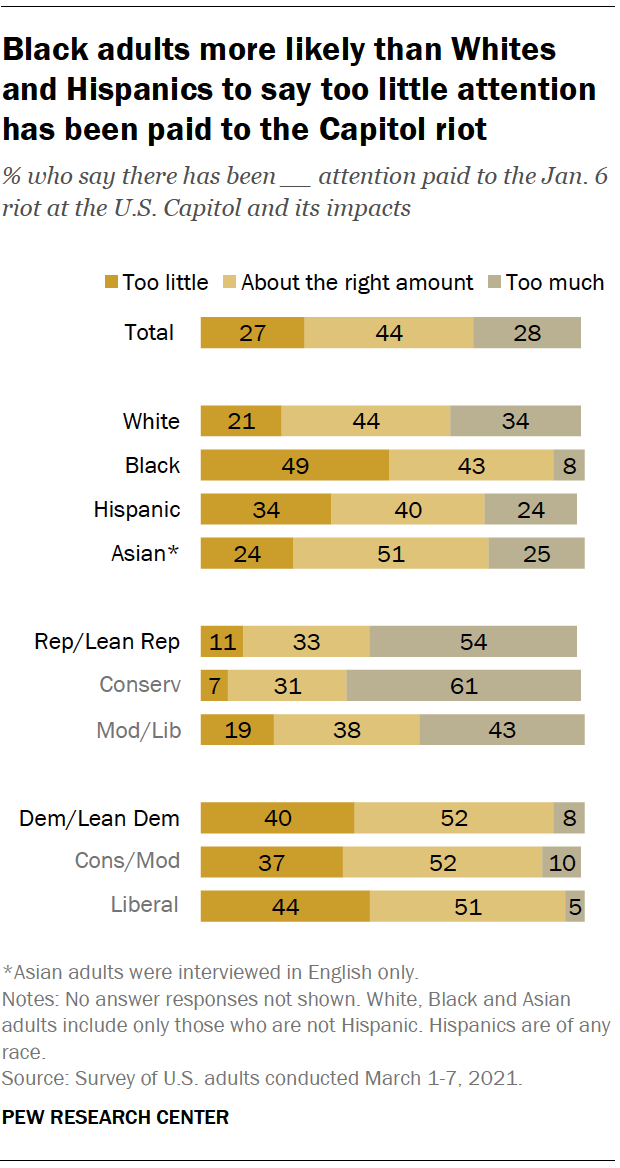 Black adults more likely than Whites
and Hispanics to say too little attention
has been paid to the Capitol riot
% who say there has been __ attention paid to the Jan. 6
riot at the U.S. Capitol and its impacts
Too little About the right amount Too much
Total 27 44 28
White 21 44 34
Black 49 43 8
Hispanic 34 40 24
Asian* 24 51 25
Rep/Lean Rep 11 33 54
Conserv 7 31 61
Mod/Lib 19 38 43
Dem/Lean Dem 40 52 8
Cons/Mod 37 52 10
Liberal 44 51 5
*Asian adults were interviewed in English only.
Notes: No answer responses not shown. White, Black and Asian
adults include only those who are not Hispanic. Hispanics are of any
race.
Source: Survey of U.S. adults conducted March 1-7, 2021.
PEW RESEARCH CENTER